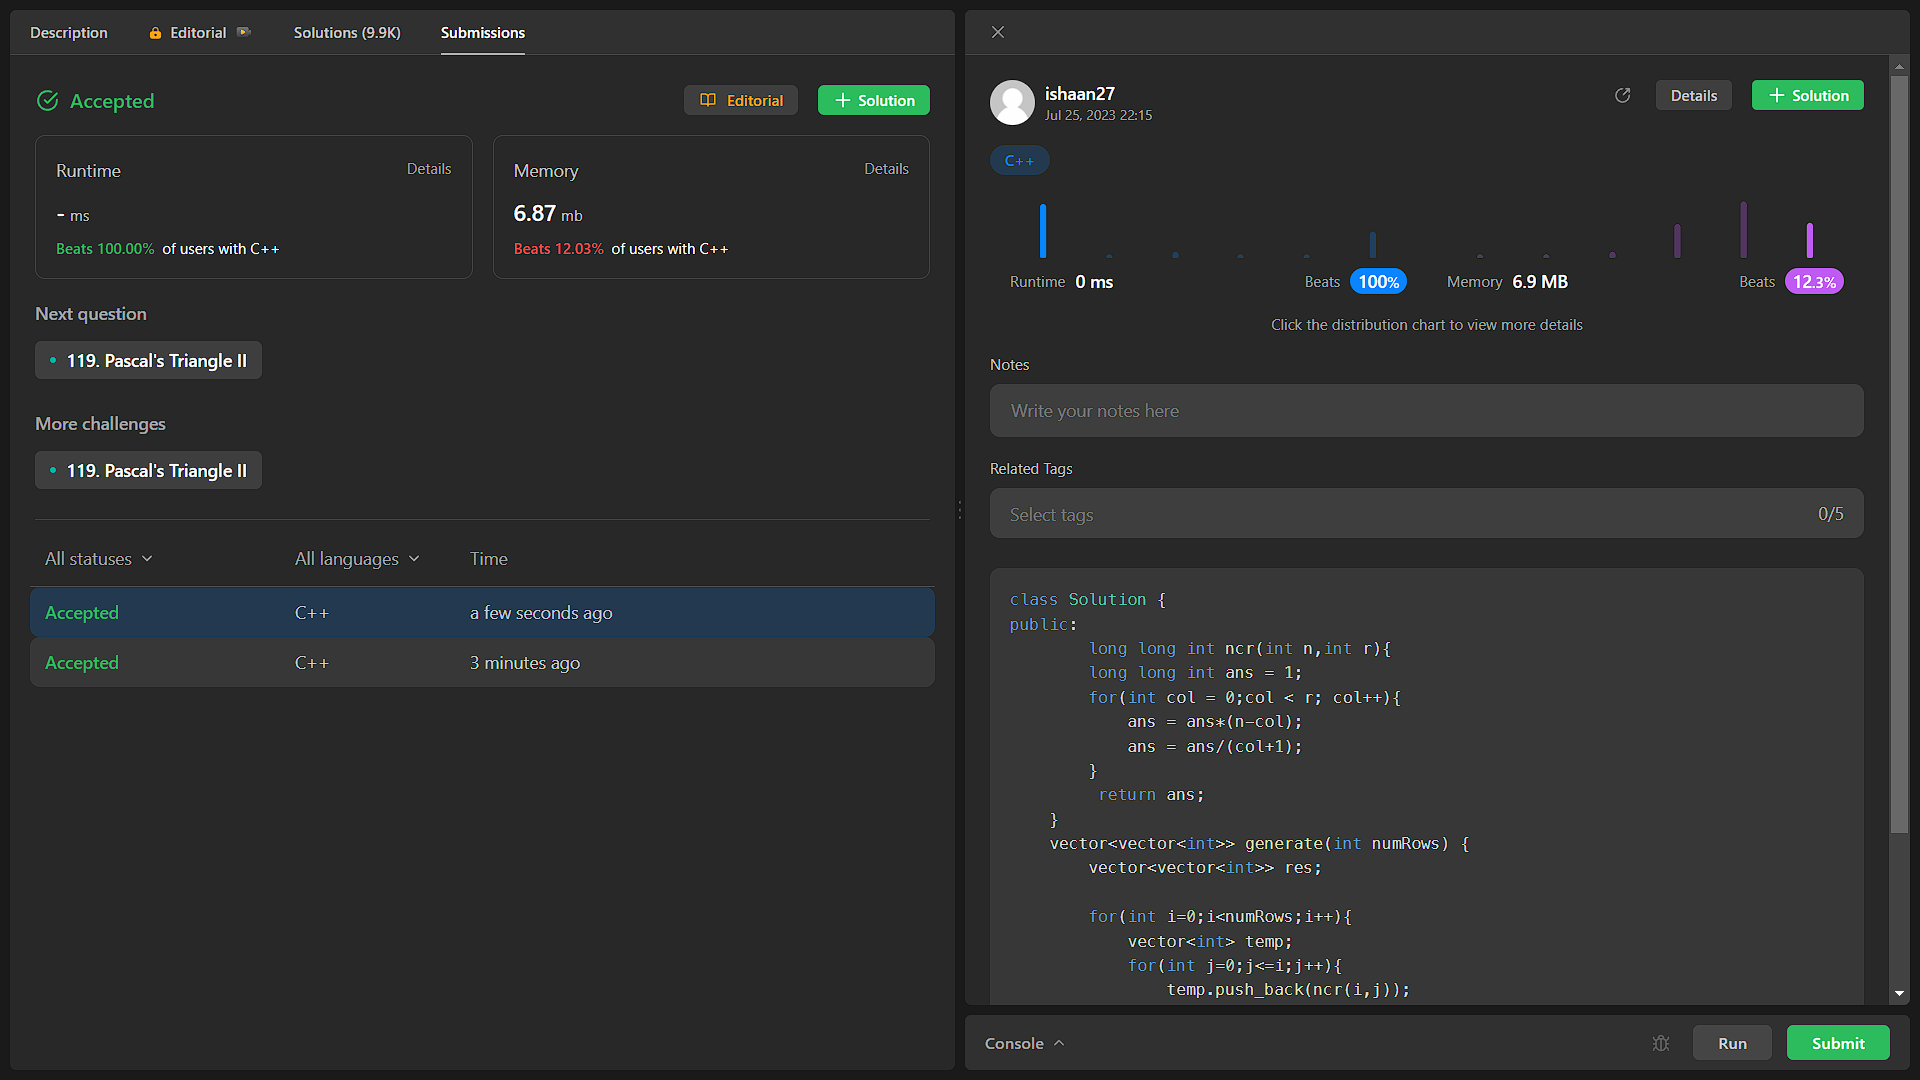 Description
Editorial
Solutions (9.9K)
Submissions
Accepted
Editorial
Solution
Runtime
Details
- ms
Beats 100.00% of users with C++
Memory
Details
6.87 mb
Beats 12.03% of users with C++
Next question
119. Pascal's Triangle II
More challenges
119. Pascal's Triangle II
All statuses All languages Time
Accepted C++ a few seconds ago
Accepted C++ 3 minutes ago
ishaan27
Jul 25, 2023 22:15
Details
Solution
C++
Runtime 0 ms Beats 100% Memory 6.9 MB Beats 12.3%
Click the distribution chart to view more details
Notes
Write your notes here
Related Tags
Select tags 0/5
class Solution {
public:
long long int ncr(int n,int r){
long long int ans = 1;
for(int col = 0;col < r; col++){
ans = ans*(n-col);
ans = ans/(col+1);
}
return ans;
}
vector<vector<int>> generate(int numRows) {
vector<vector<int>> res;
for(int i=0;i<numRows;i++){
vector<int> temp;
for(int j=0;j<=i;j++){
temp.push_back(ncr(i,j));
Console
Run
Submit